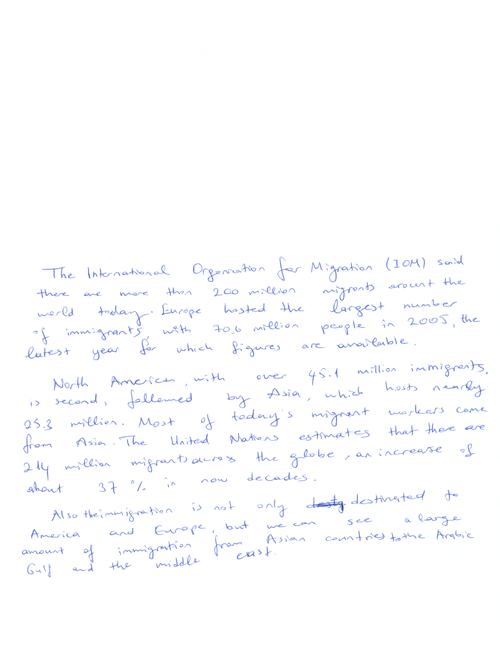 The International Organisation for Migration (IOM) said
there are more than 200 million migrants around the
world today. Europe hosted the largest number
of immigrants with 70,6 million people in 2005, the
latest year for which figures are available.
North American, with over 45.1 million immigrants,
is second, followed by Asia, which hosts nearly
25.3 million. Most of today's migrant workers come
from Asia. The United Nations estimates that there are
214 million migrants across the globe, an increase of
about 37 % in now decades.
Also the immigration is not only destinated to
America and Europe, but we can see a large
amount of immigration from Asian countries to the Arabic
Gulf and the middle east.